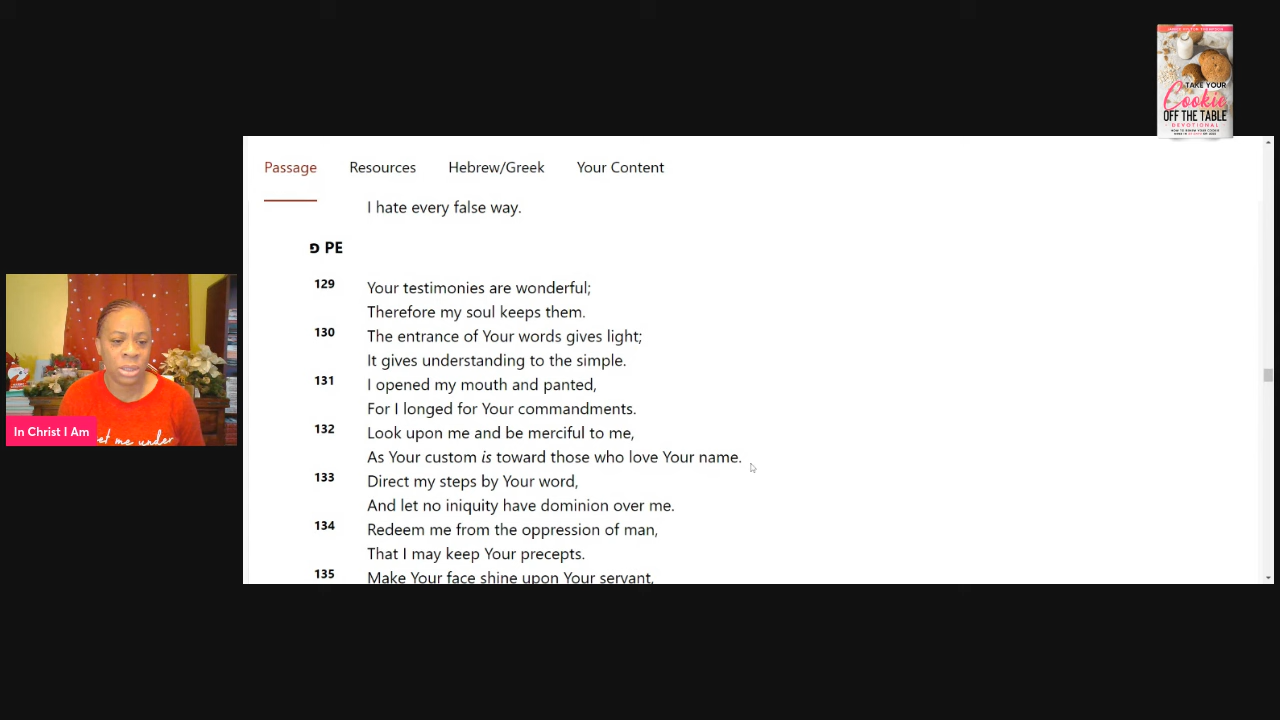 TAKE YOUR
Cookie
OFF THE TABLE
DEVOTIONAL
Passage
Resources
Hebrew/Greek
Your Content
I hate every false way.
פ PE
129 Your testimonies are wonderful;
Therefore my soul keeps them.
130 The entrance of Your words gives light;
It gives understanding to the simple.
131 I opened my mouth and panted,
For I longed for Your commandments.
132 Look upon me and be merciful to me,
As Your custom is toward those who love Your name.
133 Direct my steps by Your word,
And let no iniquity have dominion over me.
134 Redeem me from the oppression of man,
That I may keep Your precepts.
135 Make Your face shine upon Your servant,
In Christ I Am
me under